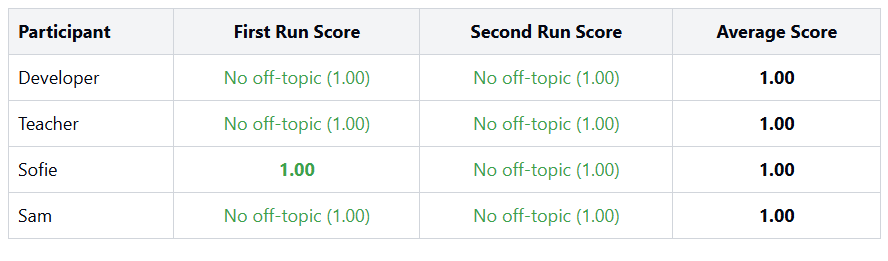 Participant First Run Score Second Run Score Average Score
Developer No off-topic (1.00) No off-topic (1.00) 1.00
Teacher No off-topic (1.00) No off-topic (1.00) 1.00
Sofie 1.00 No off-topic (1.00) 1.00
Sam No off-topic (1.00) No off-topic (1.00) 1.00